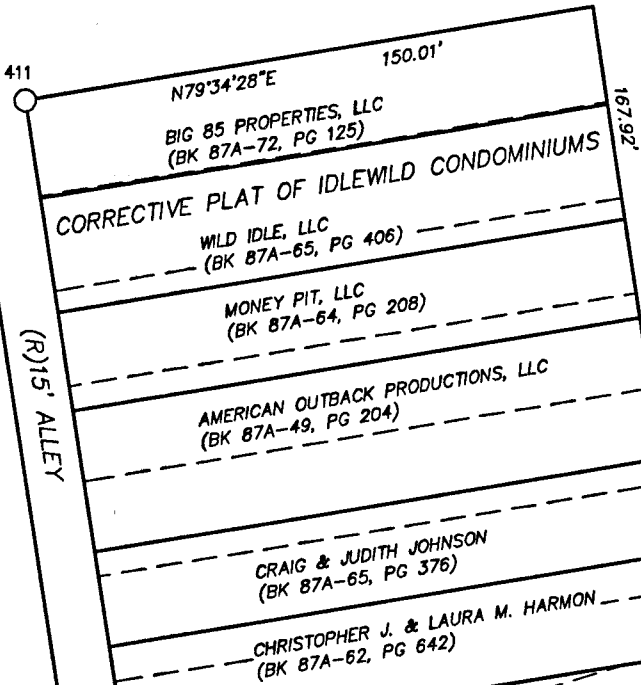 411
N79°34'28"E
150.01'
BIG 85 PROPERTIES, LLC
(BK 87A-72, PG 125)
167.92'
CORRECTIVE PLAT OF IDLEWILD CONDOMINIUMS
WILD IDLE, LLC
(BK 87A-65, PG 406)
MONEY PIT, LLC
(BK 87A-64, PG 208)
(R)15' ALLEY
AMERICAN OUTBACK PRODUCTIONS, LLC
(BK 87A-49, PG 204)
CRAIG & JUDITH JOHNSON
(BK 87A-65, PG 376)
CHRISTOPHER J. & LAURA M. HARMON
(BK 87A-62, PG 642)